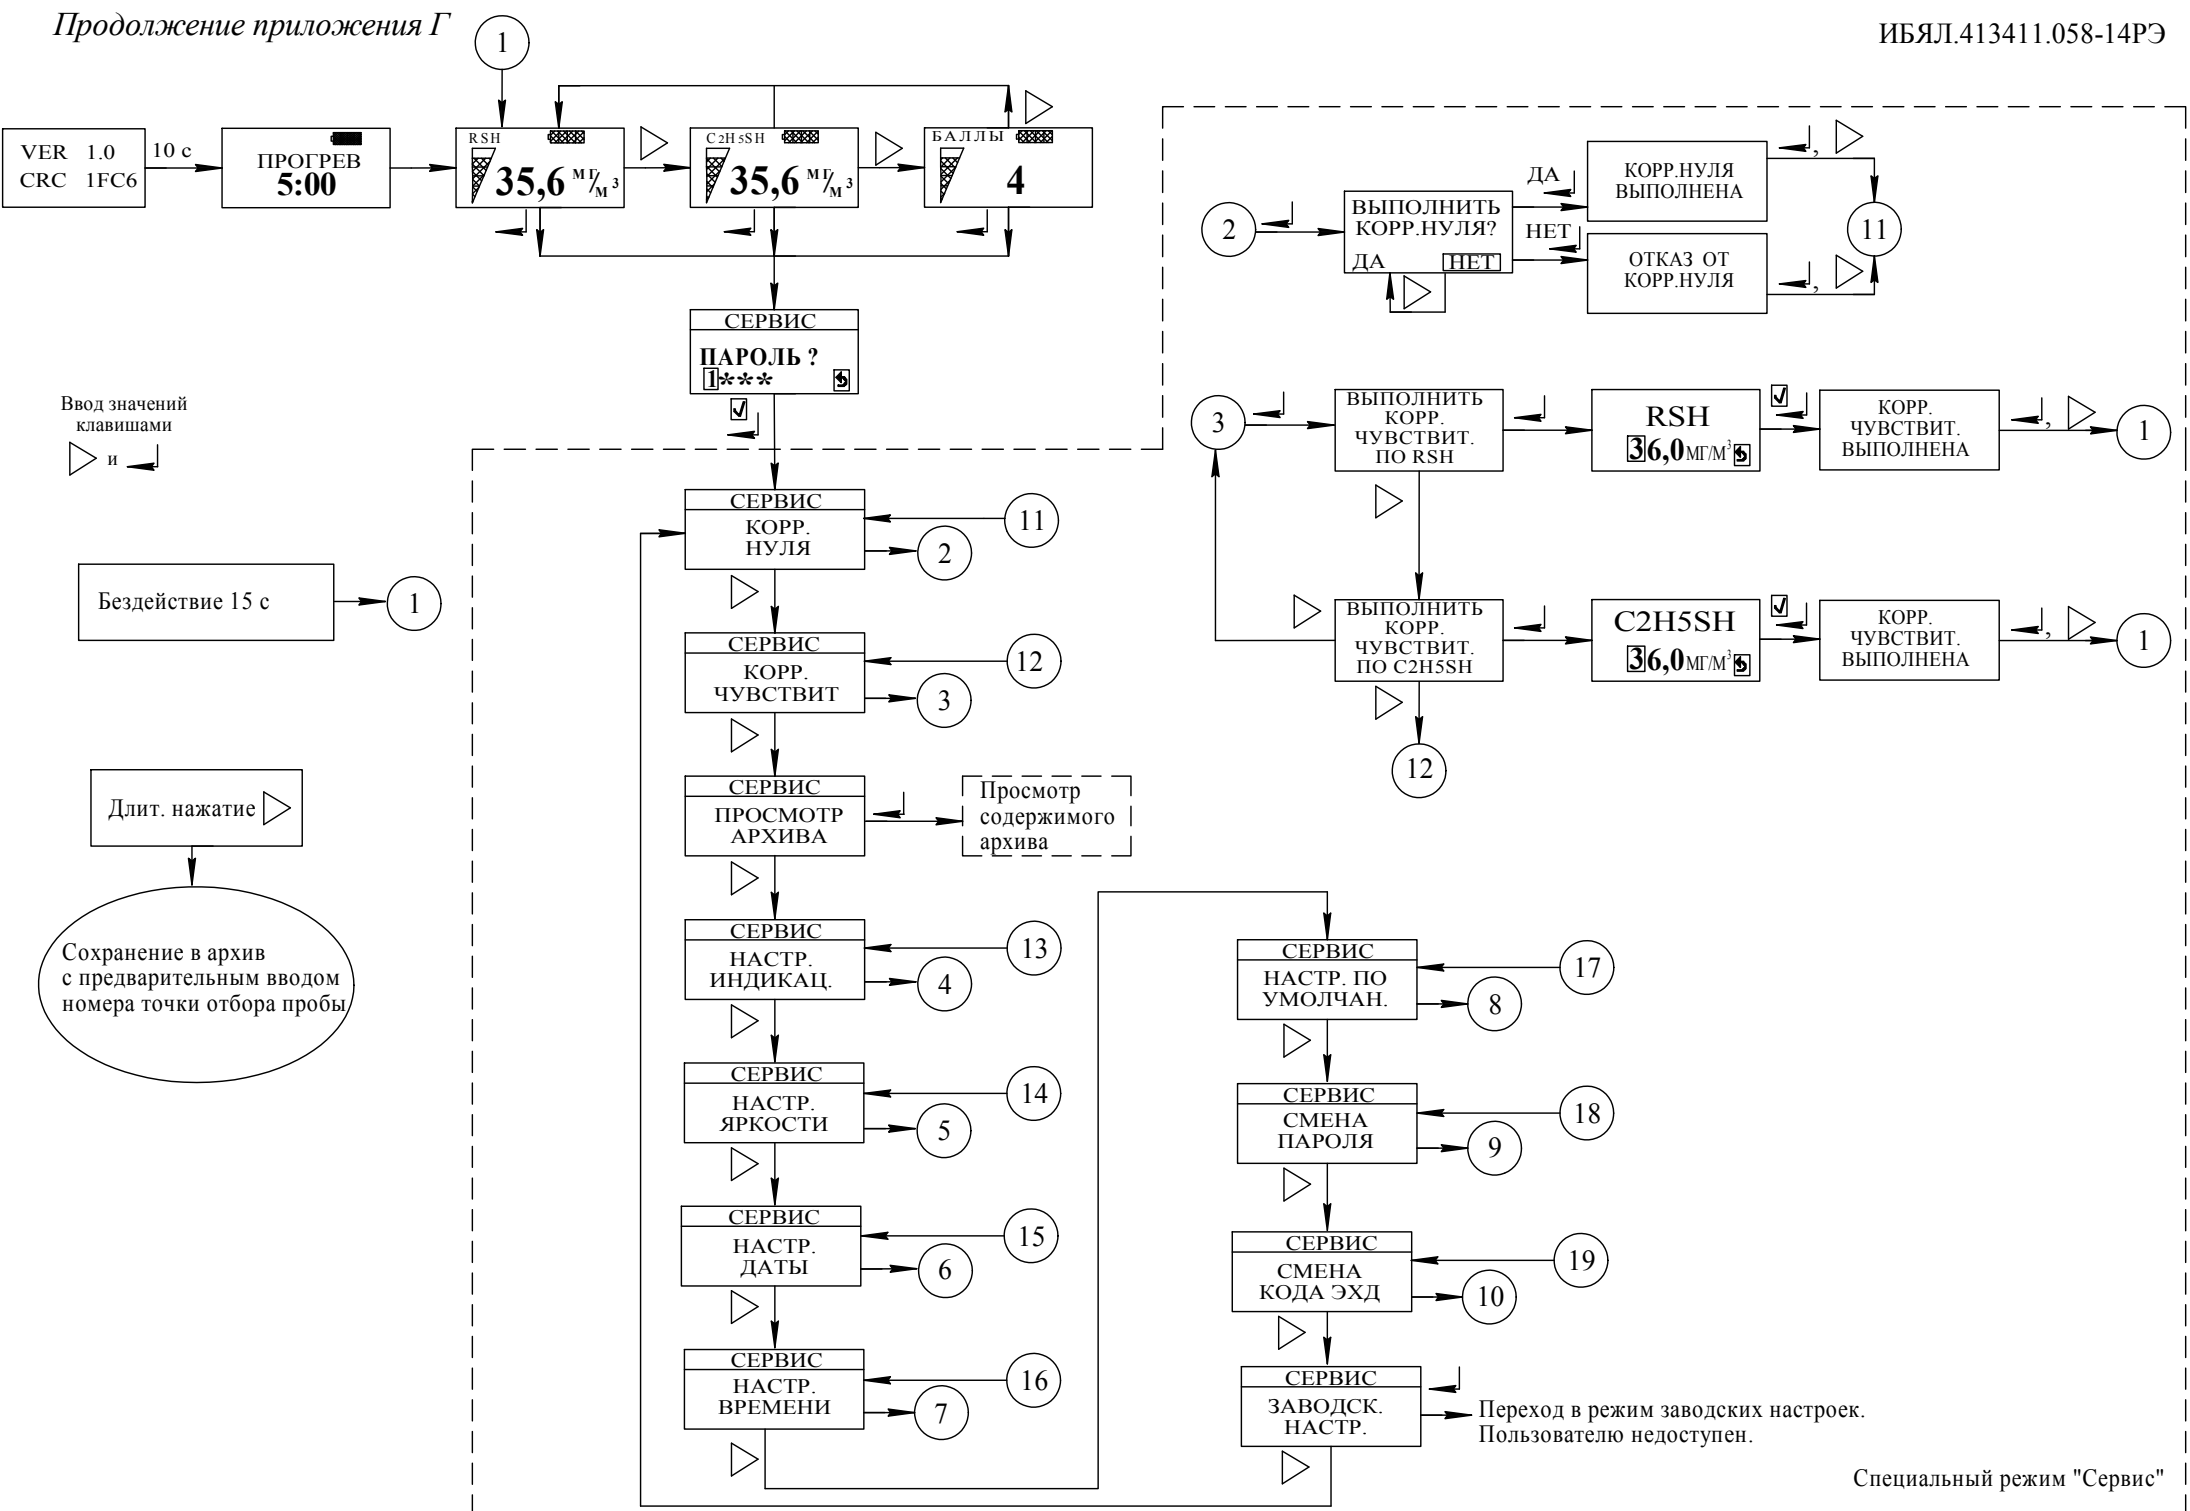 Продолжение приложения Г
ИБЯЛ.413411.058-14РЭ
1
VER 1.0
CRC 1FC6
10 с
ПРОГРЕВ
5:00
RSH
35,6 мг/м³
C2H5SH
35,6 мг/м³
БАЛЛЫ
4
СЕРВИС
ПАРОЛЬ ?
1***
Ввод значений
клавишами
и
Бездействие 15 с
1
Длит. нажатие
Сохранение в архив
с предварительным вводом
номера точки отбора пробы
СЕРВИС
КОРР.
НУЛЯ
11
2
СЕРВИС
КОРР.
ЧУВСТВИТ
12
3
СЕРВИС
ПРОСМОТР
АРХИВА
Просмотр
содержимого
архива
СЕРВИС
НАСТР.
ИНДИКАЦ.
13
4
СЕРВИС
НАСТР.
ЯРКОСТИ
14
5
СЕРВИС
НАСТР.
ДАТЫ
15
6
СЕРВИС
НАСТР.
ВРЕМЕНИ
16
7
2
ВЫПОЛНИТЬ
КОРР.НУЛЯ?
ДА НЕТ
ДА
КОРР.НУЛЯ
ВЫПОЛНЕНА
,
НЕТ
ОТКАЗ ОТ
КОРР.НУЛЯ
,
11
3
ВЫПОЛНИТЬ
КОРР.
ЧУВСТВИТ.
ПО RSH
RSH
36,0МГ/М³
КОРР.
ЧУВСТВИТ.
ВЫПОЛНЕНА
,
1
ВЫПОЛНИТЬ
КОРР.
ЧУВСТВИТ.
ПО C2H5SH
C2H5SH
36,0МГ/М³
КОРР.
ЧУВСТВИТ.
ВЫПОЛНЕНА
,
1
12
СЕРВИС
НАСТР. ПО
УМОЛЧАН.
17
8
СЕРВИС
СМЕНА
ПАРОЛЯ
18
9
СЕРВИС
СМЕНА
КОДА ЭХД
19
10
СЕРВИС
ЗАВОДСК.
НАСТР.
Переход в режим заводских настроек.
Пользователю недоступен.
Специальный режим "Сервис"